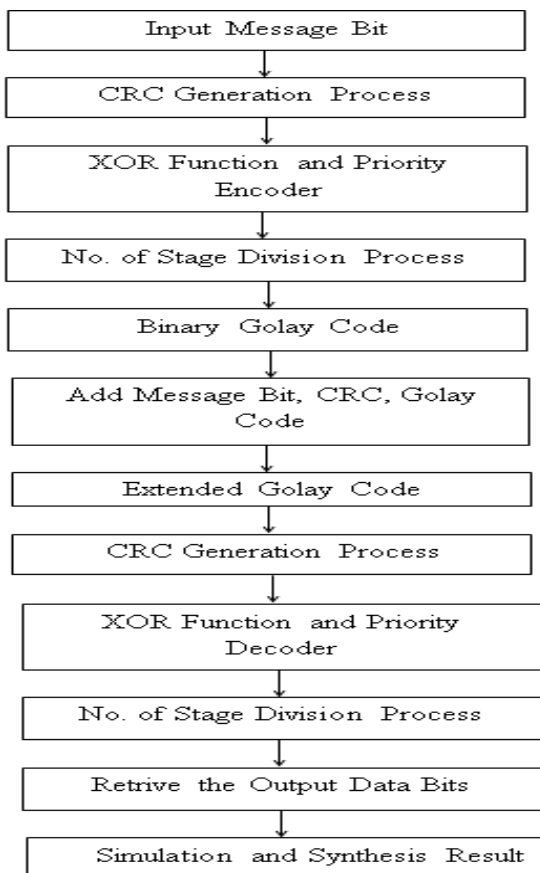 Input Message Bit
CRC Generation Process
XOR Function and Priority
Encoder
No. of Stage Division Process
Binary Golay Code
Add Message Bit, CRC, Golay
Code
Extended Golay Code
CRC Generation Process
XOR Function and Priority
Decoder
No. of Stage Division Process
Retrive the Output Data Bits
Simulation and Synthesis Result